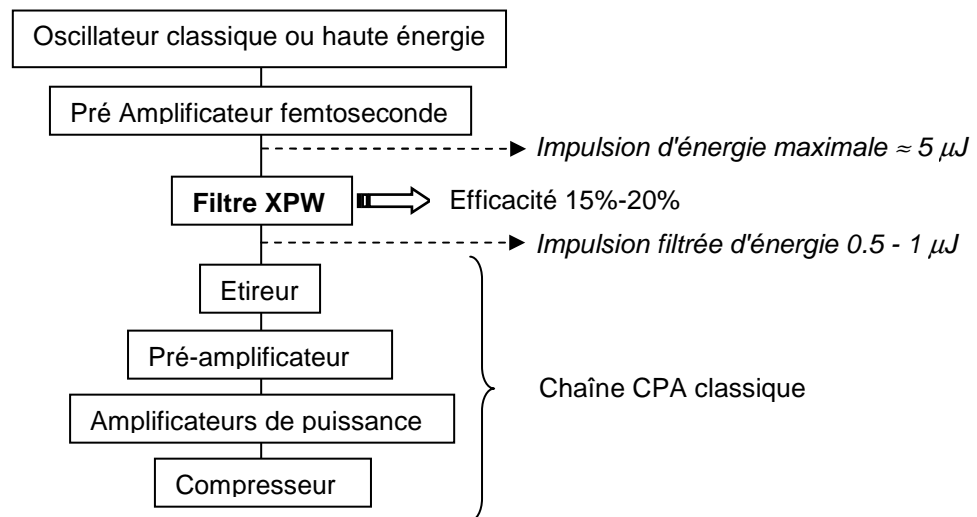 Oscillateur classique ou haute énergie
Pré Amplificateur femtoseconde
Impulsion d'énergie maximale ≈ 5 μJ
Filtre XPW
Efficacité 15%-20%
Impulsion filtrée d'énergie 0.5 - 1 μJ
Etireur
Pré-amplificateur
Chaîne CPA classique
Amplificateurs de puissance
Compresseur